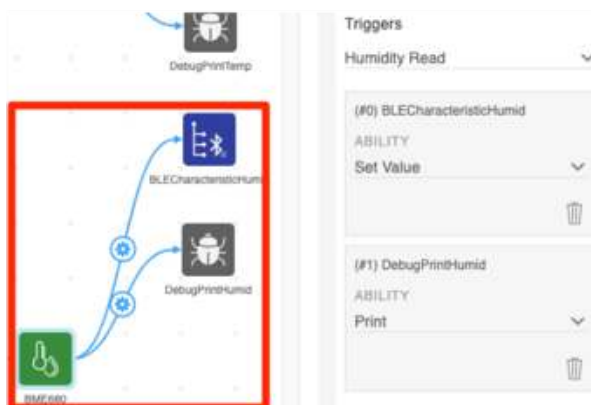 DebugPrintTemp
BLECharacteristicHum
DebugPrintHumid
BME680
Triggers
Humidity Read
(#0) BLECharacteristicHumid
ABILITY
Set Value
(#1) DebugPrintHumid
ABILITY
Print